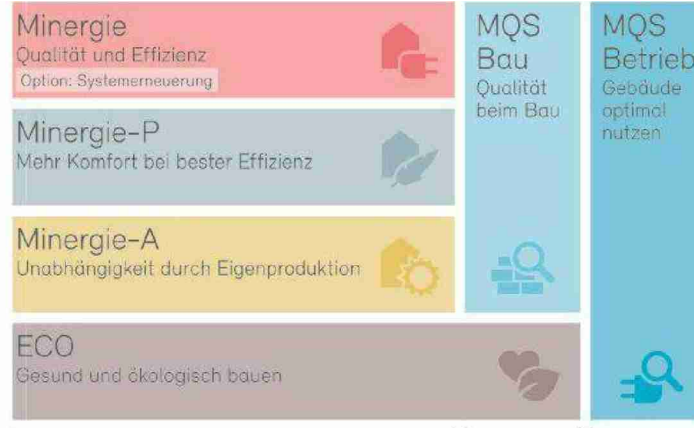 Minergie
Qualität und Effizienz
Option: Systemerneuerung
Minergie-P
Mehr Komfort bei bester Effizienz
Minergie-A
Unabhängigkeit durch Eigenproduktion
ECO
Gesund und ökologisch bauen
MQS
Bau
Qualität
beim Bau
MQS
Betrieb
Gebäude
optimal
nutzen